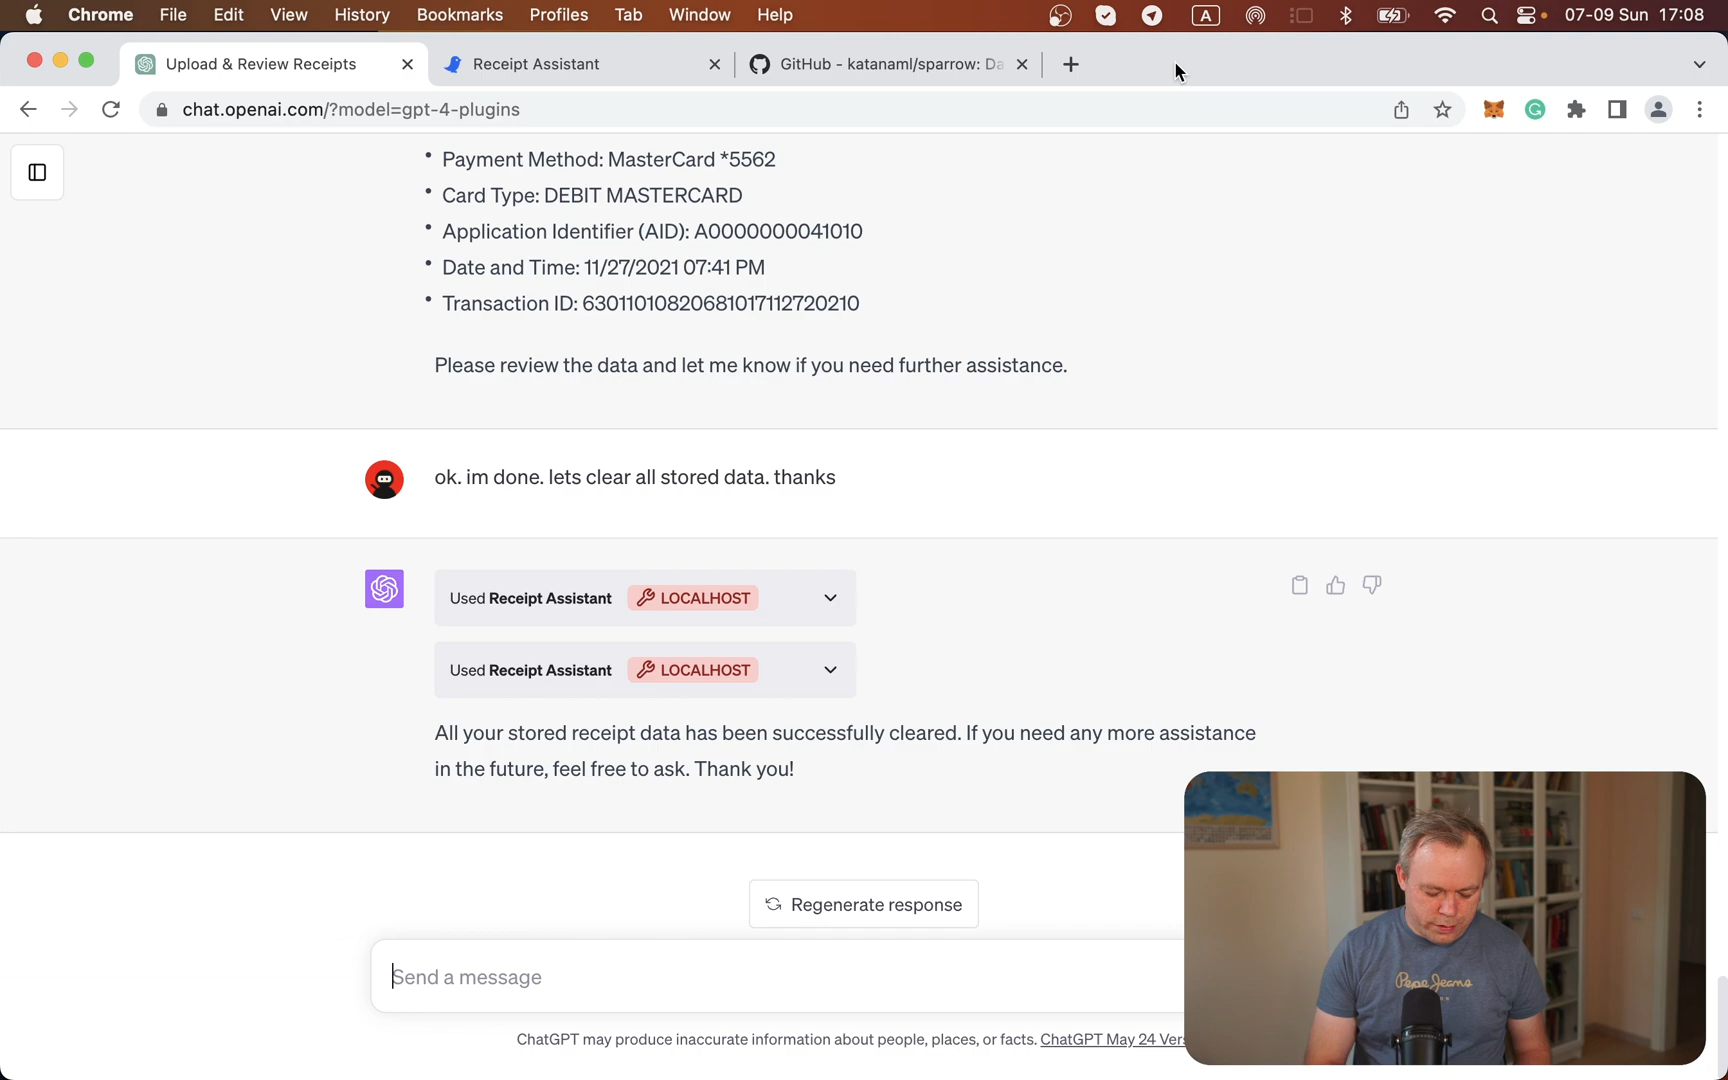 Chrome File Edit View History Bookmarks Profiles Tab Window Help A 07-09 Sun 17:08
Upload & Review Receipts Receipt Assistant GitHub - katanaml/sparrow: Da
chat.openai.com/?model=gpt-4-plugins
• Payment Method: MasterCard *5562
• Card Type: DEBIT MASTERCARD
• Application Identifier (AID): A0000000041010
• Date and Time: 11/27/2021 07:41 PM
• Transaction ID: 63011010820681017112720210
Please review the data and let me know if you need further assistance.
ok. im done. lets clear all stored data. thanks
Used Receipt Assistant LOCALHOST
Used Receipt Assistant LOCALHOST
All your stored receipt data has been successfully cleared. If you need any more assistance
in the future, feel free to ask. Thank you!
Regenerate response
Send a message
ChatGPT may produce inaccurate information about people, places, or facts. ChatGPT May 24 Vers
Pepe Jeans